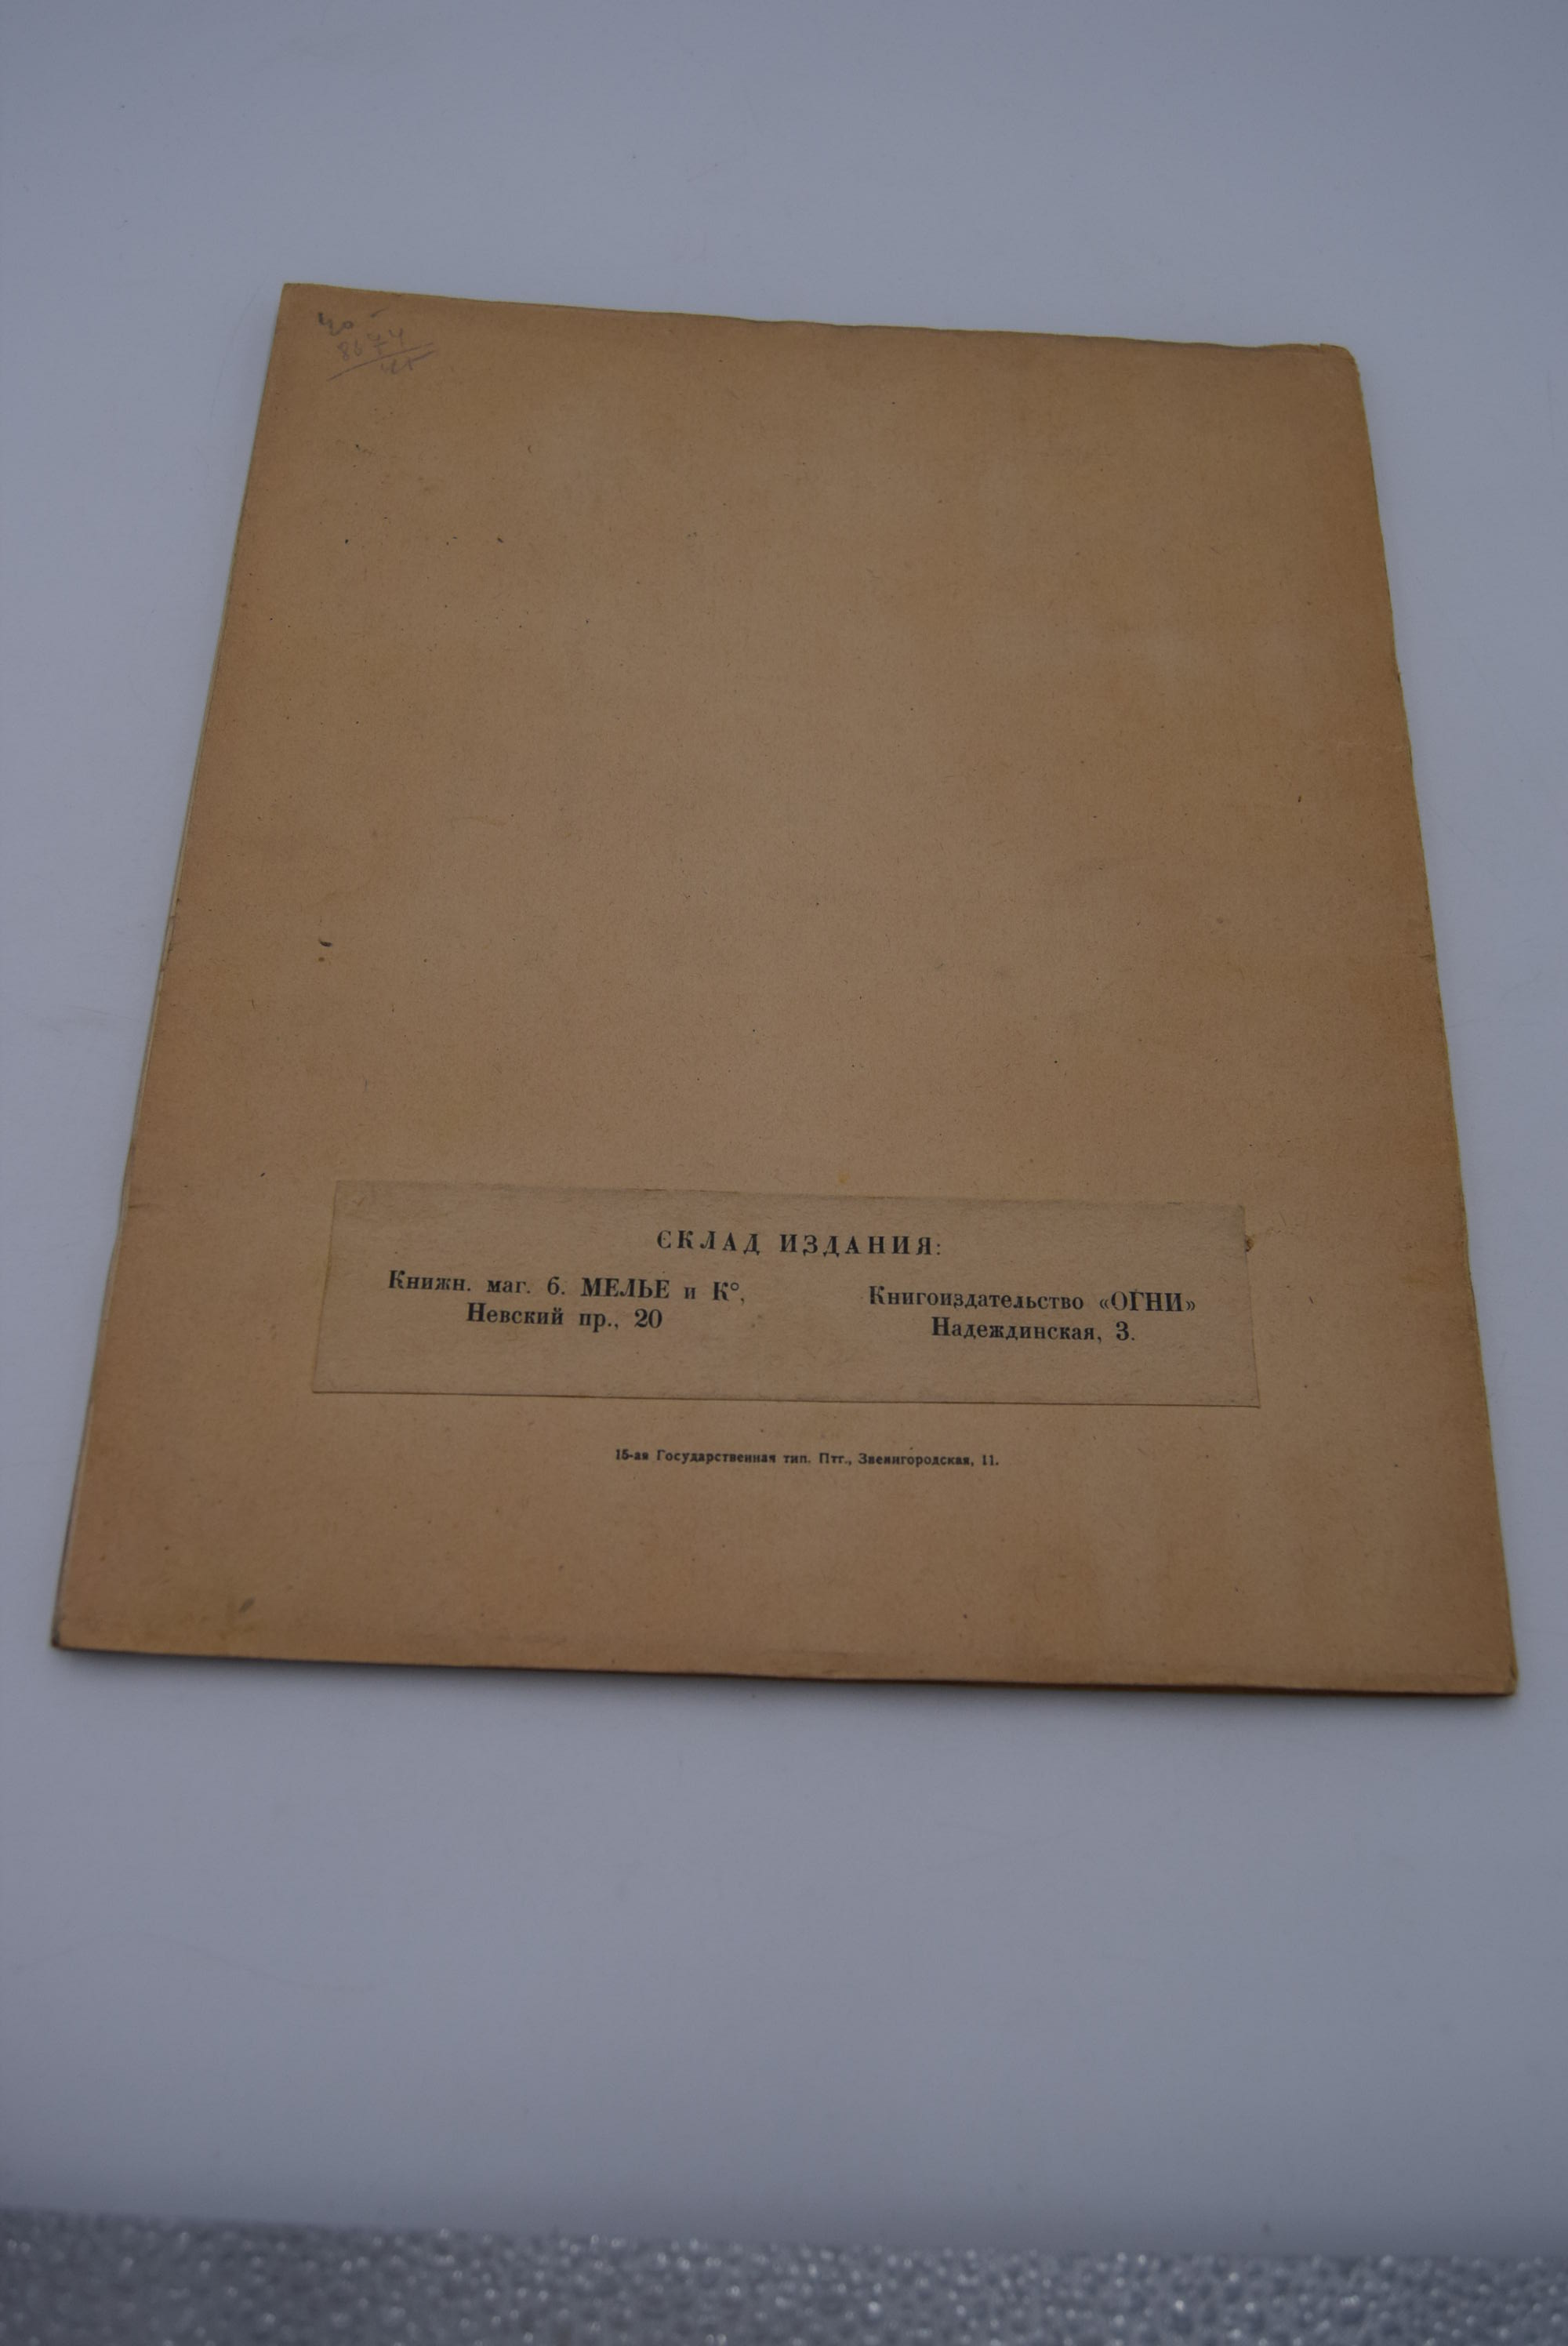 СКЛАД ИЗДАНИЯ:
Книжн. маг. б. МЕЛЬЕ и К°,
Невский пр., 20
Книгоиздательство «ОГНИ»
Надеждинская, 3.
15-ая Государственная тип. Птг., Звенигородская, 11.